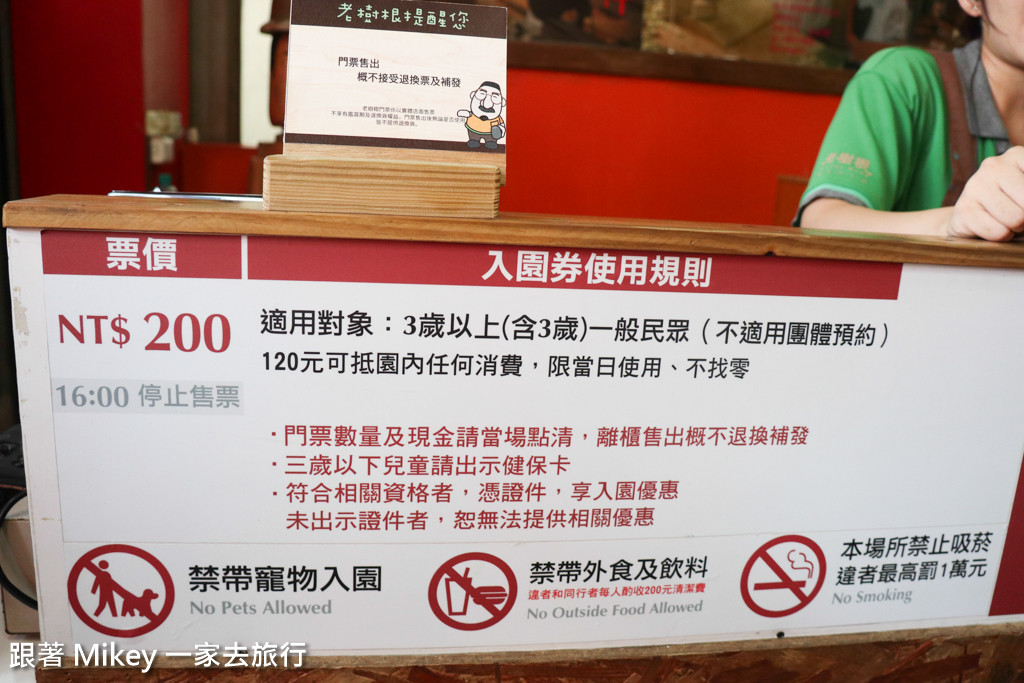 老樹根提醒您
門票售出
概不接受退換票及補發
票價
入園券使用規則
NT$ 200
適用對象：3歲以上(含3歲)一般民眾（不適用團體預約）
120元可抵園內任何消費，限當日使用、不找零
16:00 停止售票
·門票數量及現金請當場點清，離櫃售出概不退換補發
·三歲以下兒童請出示健保卡
·符合相關資格者，憑證件，享入園優惠
未出示證件者，恕無法提供相關優惠
禁帶寵物入園
No Pets Allowed
禁帶外食及飲料
違者和同行者每人酌收200元清潔費
No Outside Food Allowed
本場所禁止吸菸
違者最高罰1萬元
No Smoking
跟著 Mikey 一家去旅行